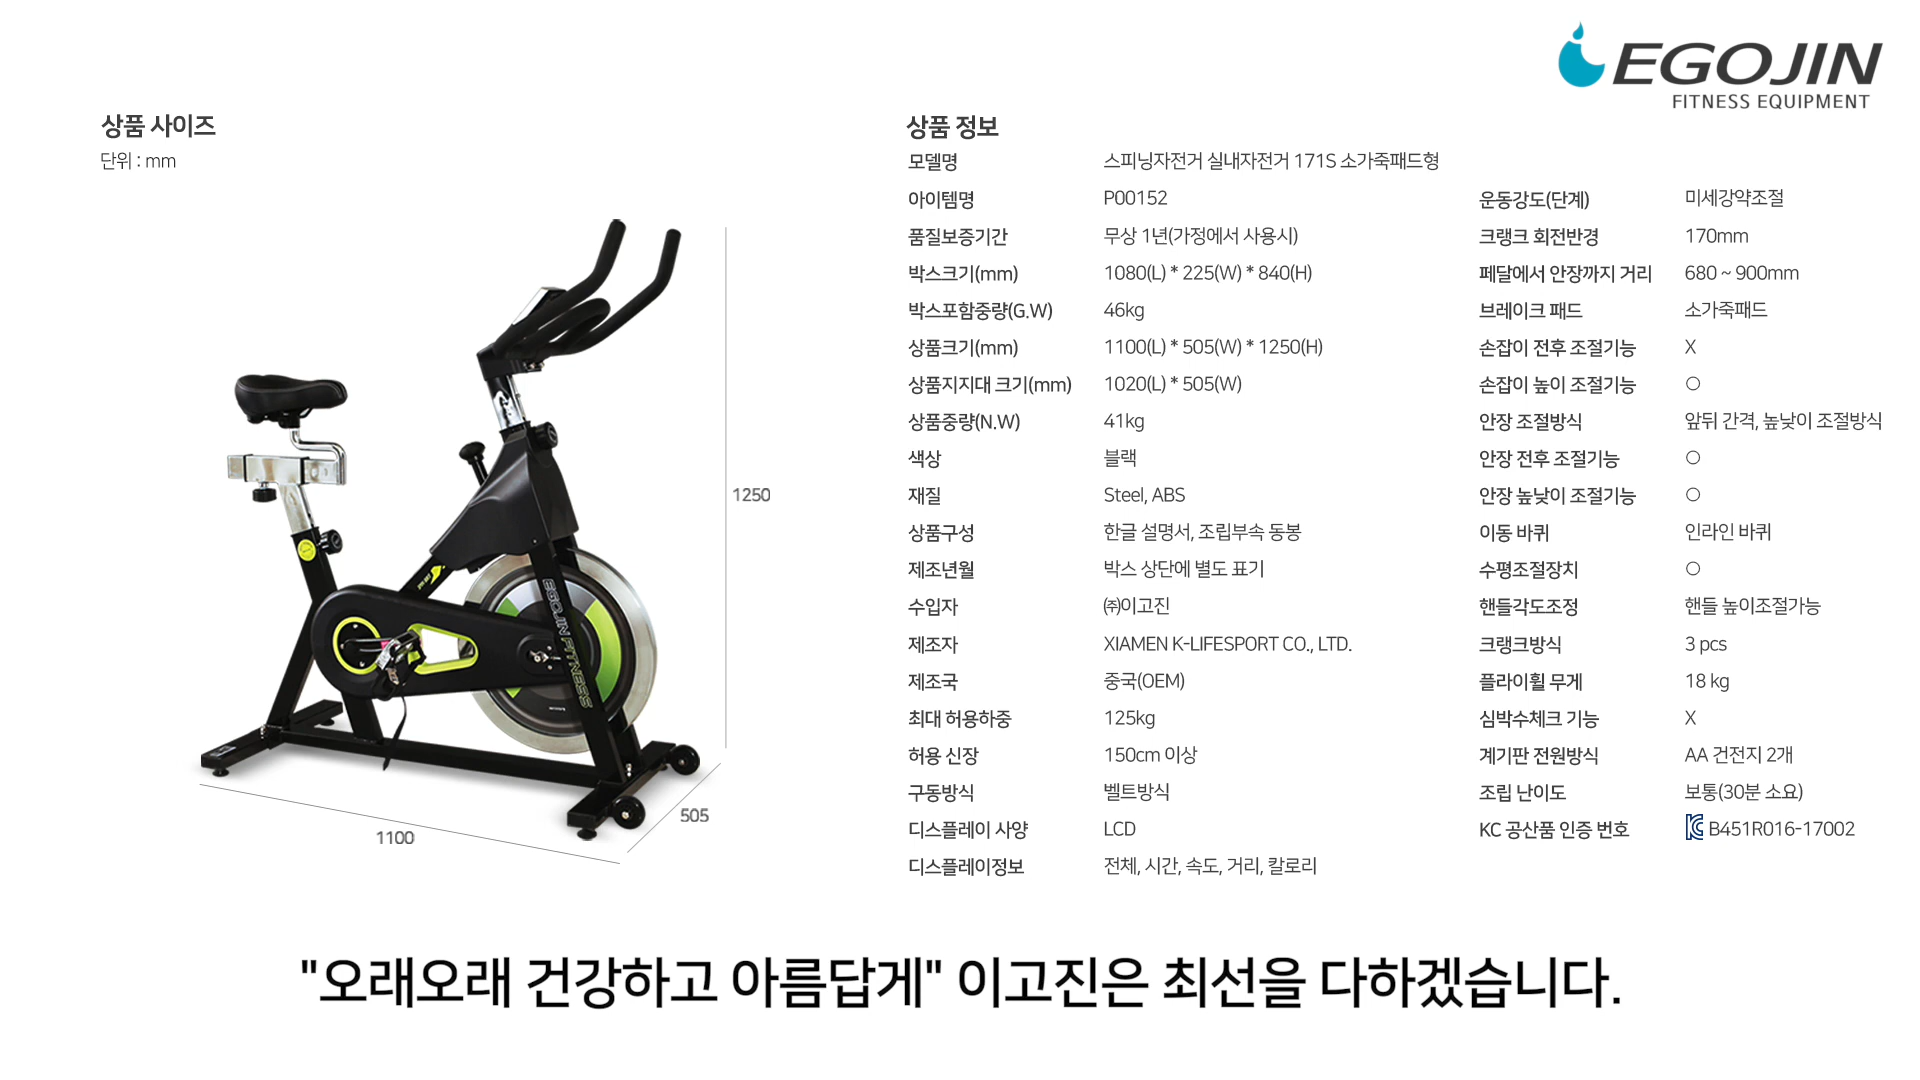 EGOJIN
FITNESS EQUIPMENT
상품 사이즈
단위 : mm
1250
505
1100
EGOJIN FITNESS
상품 정보
모델명 스피닝자전거 실내자전거 171S 소가죽패드형
아이템명 P00152
품질보증기간 무상 1년(가정에서 사용시)
박스크기(mm) 1080(L) * 225(W) * 840(H)
박스포함중량(G.W) 46kg
상품크기(mm) 1100(L) * 505(W) * 1250(H)
상품지지대 크기(mm) 1020(L) * 505(W)
상품중량(N.W) 41kg
색상 블랙
재질 Steel, ABS
상품구성 한글 설명서, 조립부속 동봉
제조년월 박스 상단에 별도 표기
수입자 ㈜이고진
제조자 XIAMEN K-LIFESPORT CO., LTD.
제조국 중국(OEM)
최대 허용하중 125kg
허용 신장 150cm 이상
구동방식 벨트방식
디스플레이 사양 LCD
디스플레이정보 전체, 시간, 속도, 거리, 칼로리
운동강도(단계) 미세강약조절
크랭크 회전반경 170mm
페달에서 안장까지 거리 680 ~ 900mm
브레이크 패드 소가죽패드
손잡이 전후 조절기능 X
손잡이 높이 조절기능 ○
안장 조절방식 앞뒤 간격, 높낮이 조절방식
안장 전후 조절기능 ○
안장 높낮이 조절기능 ○
이동 바퀴 인라인 바퀴
수평조절장치 ○
핸들각도조정 핸들 높이조절가능
크랭크방식 3 pcs
플라이휠 무게 18 kg
심박수체크 기능 X
계기판 전원방식 AA 건전지 2개
조립 난이도 보통(30분 소요)
KC 공산품 인증 번호 B451R016-17002
"오래오래 건강하고 아름답게" 이고진은 최선을 다하겠습니다.